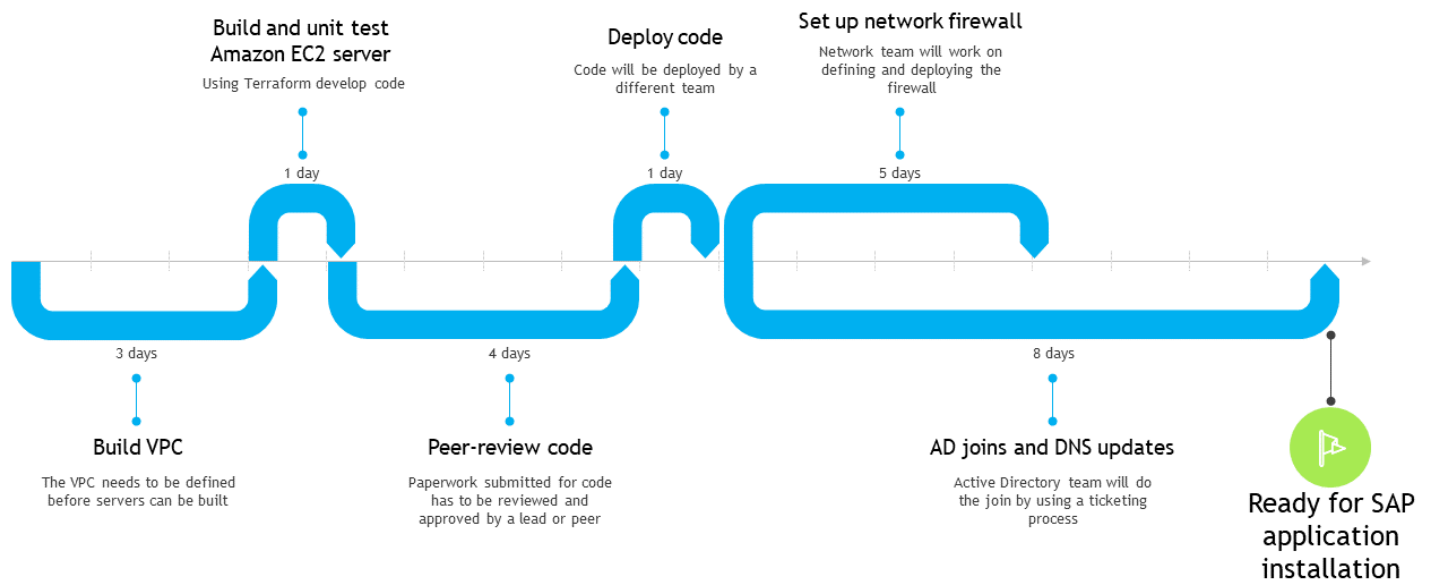 Build and unit test
Amazon EC2 server
Using Terraform develop code
1 day
Deploy code
Code will be deployed by a
different team
1 day
Set up network firewall
Network team will work on
defining and deploying the
firewall
5 days
3 days
Build VPC
The VPC needs to be defined
before servers can be built
4 days
Peer-review code
Paperwork submitted for code
has to be reviewed and
approved by a lead or peer
8 days
AD joins and DNS updates
Active Directory team will do
the join by using a ticketing
process
Ready for SAP
application
installation